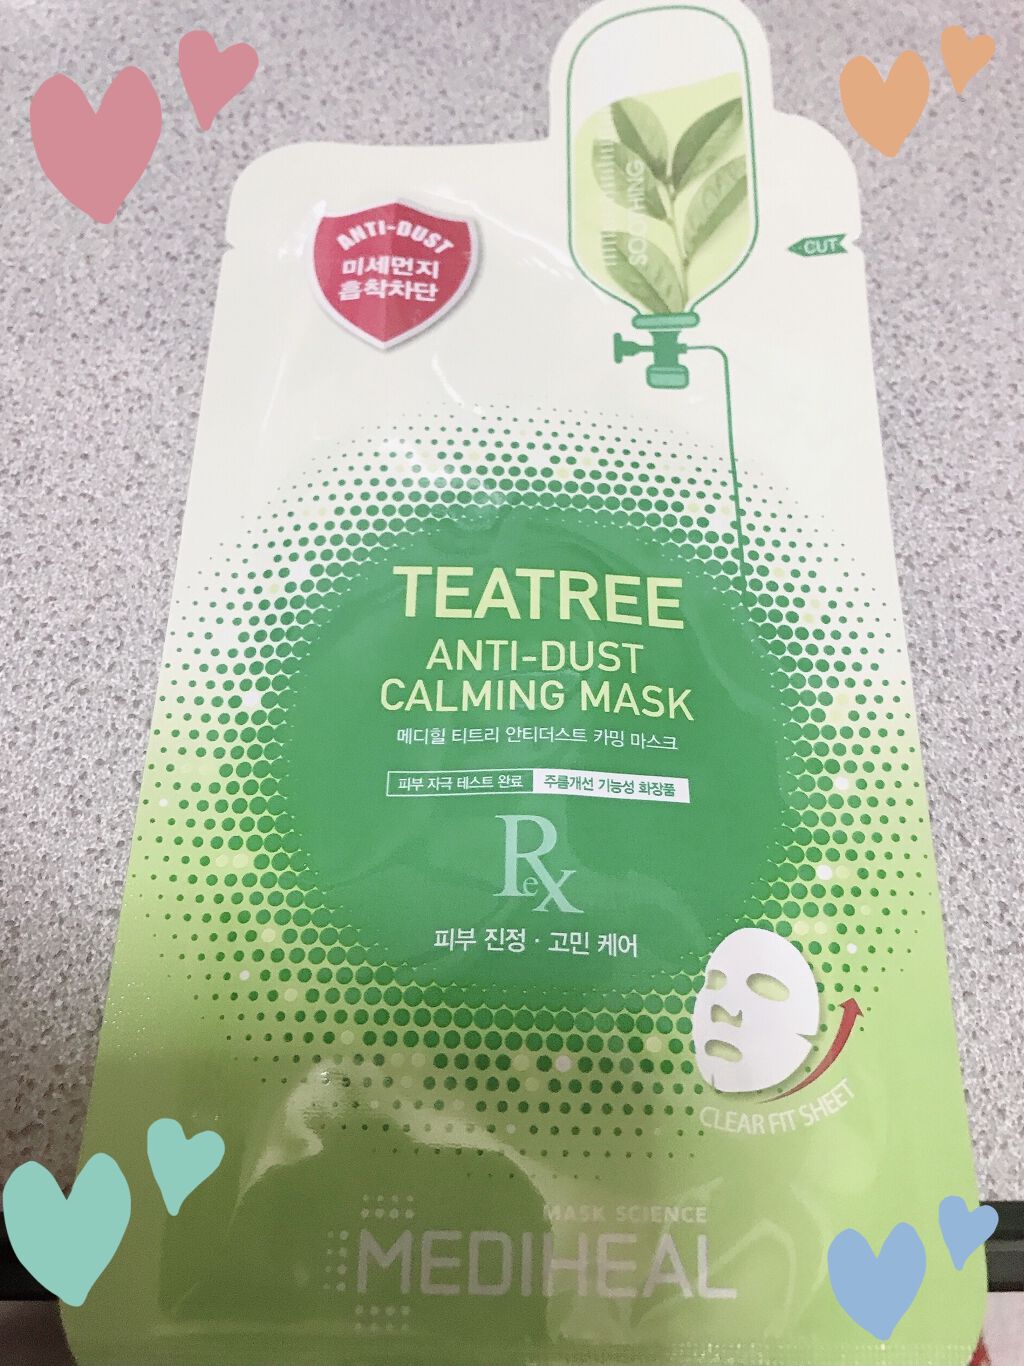 SOOTHING
CUT
ANTI-DUST
미세먼지
흡착차단
TEATREE
ANTI-DUST
CALMING MASK
메디힐 티트리 안티더스트 카밍 마스크
피부 자극 테스트 완료 주름개선 기능성 화장품
ReX
피부 진정 · 고민 케어
CLEAR FIT SHEET
MASK SCIENCE
MEDIHEAL